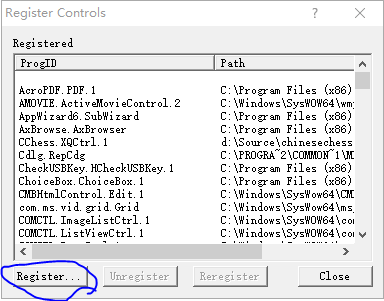 Register Controls
Registered
ProgID Path
AcroPDF.PDF.1 C:\Program Files (x86)
AMOVIE.ActiveMovieControl.2 C:\Windows\SysWOW64\wm
AppWizard6.SubWizard C:\Program Files (x86)
AxBrowse.AxBrowser C:\Program Files (x86)
CChess.XQCtrl.1 d:\Source\chinesechess
Cdlg.RepCdg C:\PROGRA~2\COMMON~1\M
CheckUSBKey.HCheckUSBKey.1 C:\Program Files (x86)
ChoiceBox.ChoiceBox.1 C:\Program Files (x86)
CMBHtmlControl.Edit.1 C:\Windows\SysWow64\CM
com.ms.vid.grid.Grid C:\Windows\SysWow64\ms
COMCTL.ImageListCtrl.1 C:\Windows\SysWOW64\co
COMCTL.ListViewCtrl.1 C:\Windows\SysWOW64\co
Register... Unregister Reregister Close